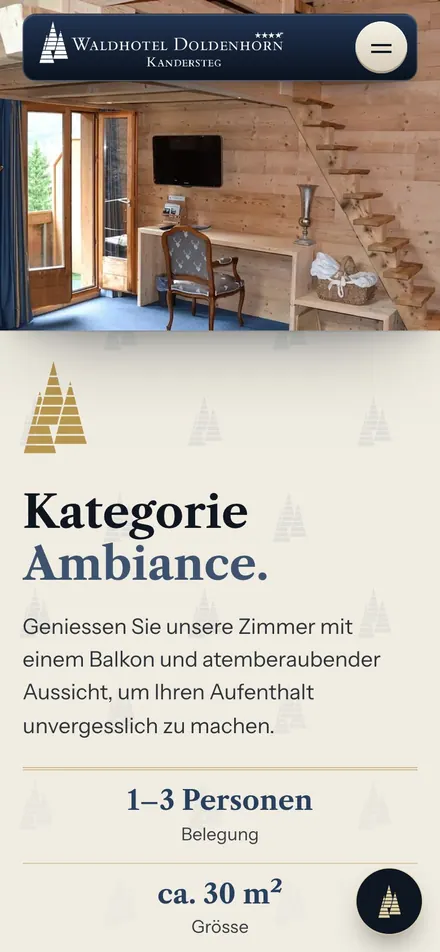 WALDHOTEL DOLDENHORN
KANDERSTEG
Kategorie
Ambiance.
Geniessen Sie unsere Zimmer mit
einem Balkon und atemberaubender
Aussicht, um Ihren Aufenthalt
unvergesslich zu machen.
1–3 Personen
Belegung
ca. 30 m²
Grösse